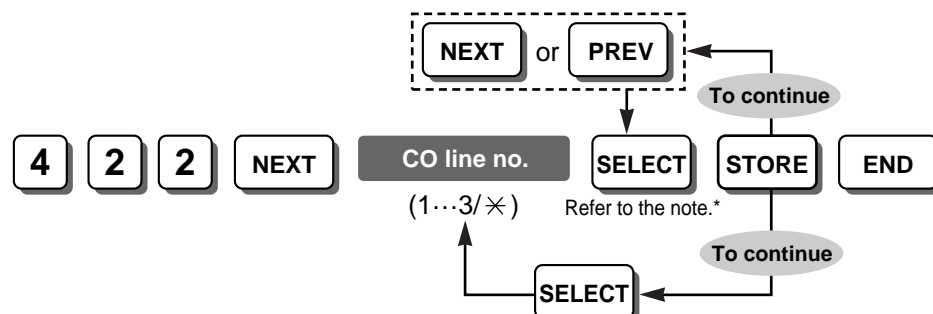 NEXT or PREV
To continue
4 2 2 NEXT CO line no. SELECT STORE END
(1···3/✳) Refer to the note.*
To continue
SELECT